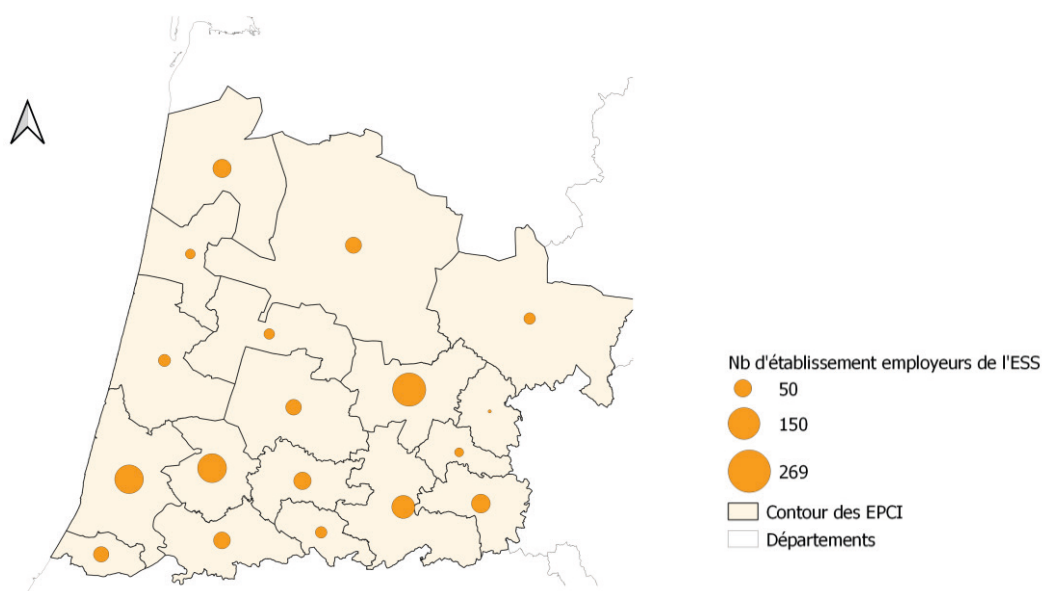 Nb d'établissement employeurs de l'ESS
50
150
269
Contour des EPCI
Départements